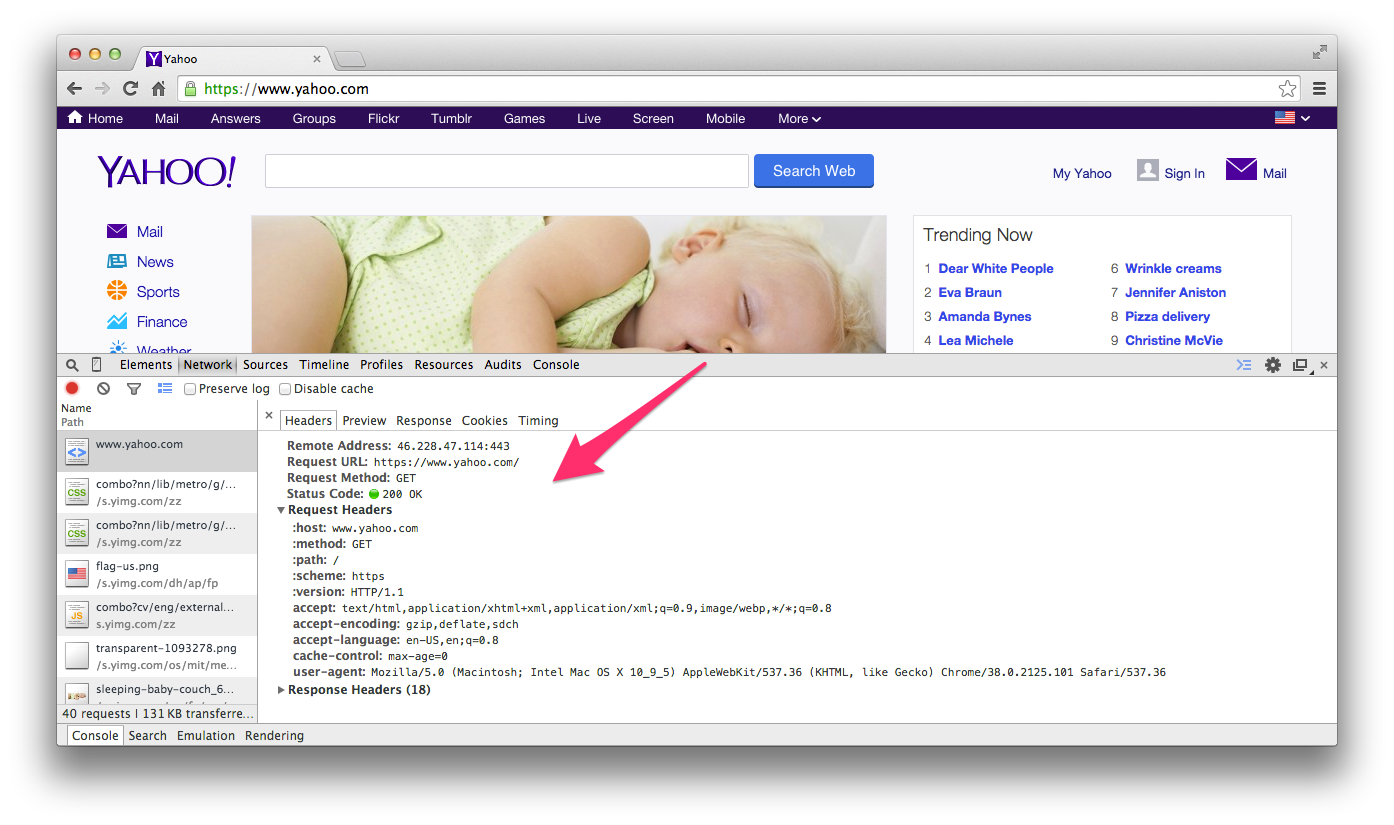 Yahoo
https://www.yahoo.com
Home Mail Answers Groups Flickr Tumblr Games Live Screen Mobile More
YAHOO! Search Web My Yahoo Sign In Mail
Mail
News
Sports
Finance
Weather
Trending Now
1 Dear White People 6 Wrinkle creams
2 Eva Braun 7 Jennifer Aniston
3 Amanda Bynes 8 Pizza delivery
4 Lea Michele 9 Christine McVie
Elements Network Sources Timeline Profiles Resources Audits Console
Preserve log Disable cache
Name
Path
www.yahoo.com
combo?nn/lib/metro/g/...
/s.yimg.com/zz
combo?nn/lib/metro/g/...
/s.yimg.com/zz
flag-us.png
/s.yimg.com/dh/ap/fp
combo?cv/eng/external...
s.yimg.com/zz
transparent-1093278.png
/s.yimg.com/os/mit/me...
sleeping-baby-couch_6...
40 requests | 131 KB transferre...
Headers Preview Response Cookies Timing
Remote Address: 46.228.47.114:443
Request URL: https://www.yahoo.com/
Request Method: GET
Status Code: 200 OK
Request Headers
:host: www.yahoo.com
:method: GET
:path: /
:scheme: https
:version: HTTP/1.1
accept: text/html,application/xhtml+xml,application/xml;q=0.9,image/webp,*/*;q=0.8
accept-encoding: gzip,deflate,sdch
accept-language: en-US,en;q=0.8
cache-control: max-age=0
user-agent: Mozilla/5.0 (Macintosh; Intel Mac OS X 10_9_5) AppleWebKit/537.36 (KHTML, like Gecko) Chrome/38.0.2125.101 Safari/537.36
Response Headers (18)
Console Search Emulation Rendering